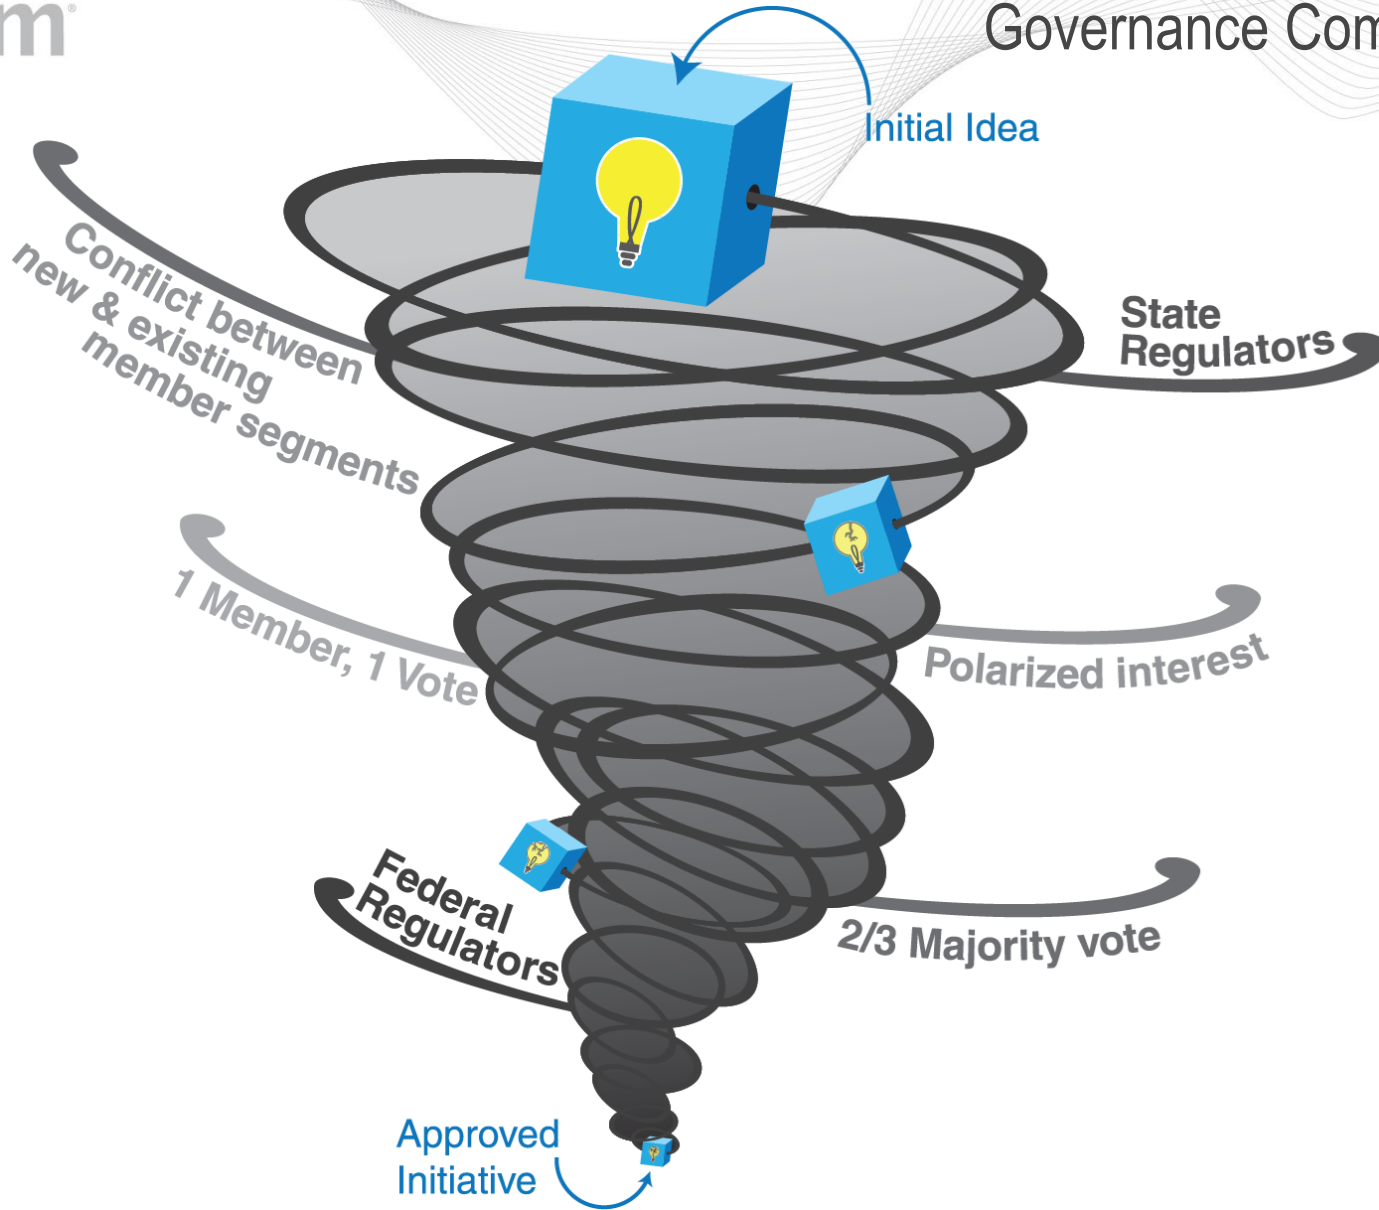 m®
Governance Com
Initial Idea
Conflict between
new & existing
member segments
State
Regulators
1 Member, 1 Vote
Polarized interest
Federal
Regulators
2/3 Majority vote
Approved
Initiative